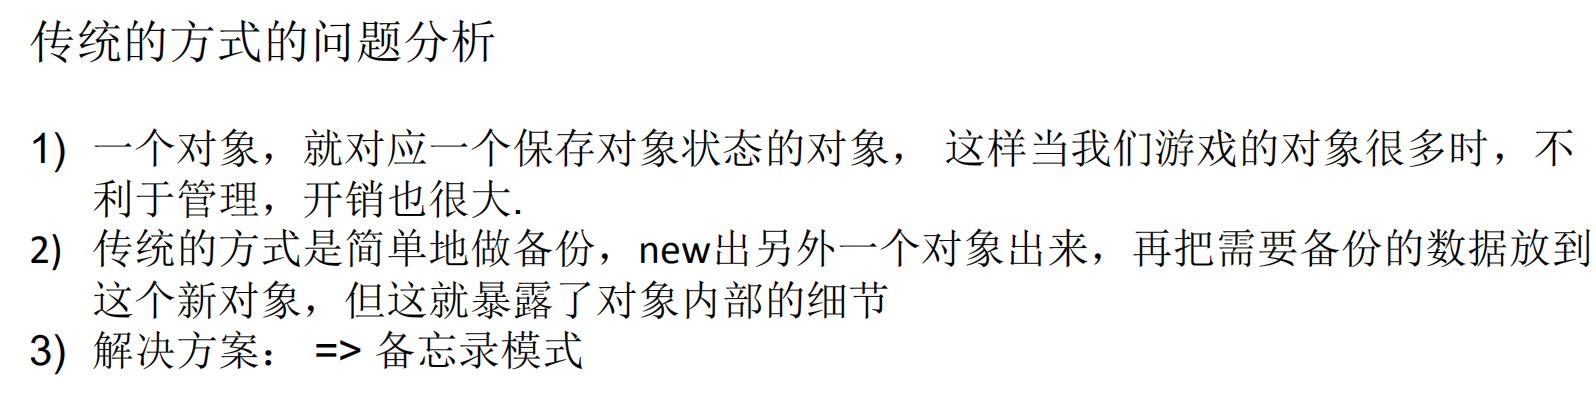 传统的方式的问题分析
1) 一个对象，就对应一个保存对象状态的对象， 这样当我们游戏的对象很多时，不
利于管理，开销也很大.
2) 传统的方式是简单地做备份，new出另外一个对象出来，再把需要备份的数据放到
这个新对象，但这就暴露了对象内部的细节
3) 解决方案： => 备忘录模式